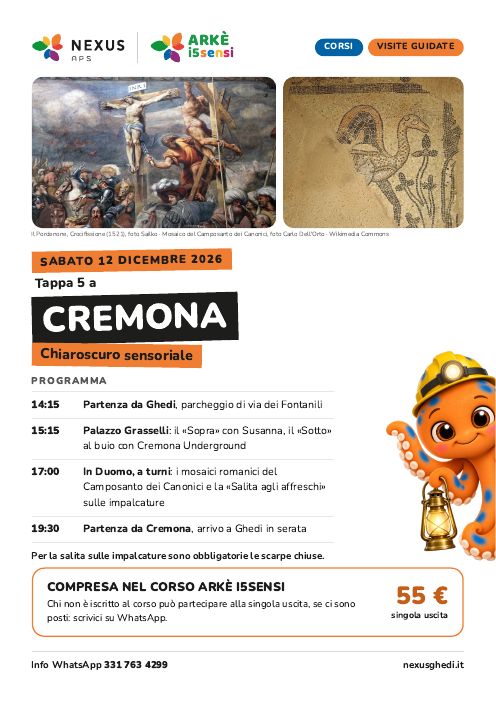 NEXUS
APS
ARKÈ
i5sensi
CORSI
VISITE GUIDATE
INRI
Il Pordenone, Crocifissione (1521), foto Sailko · Mosaico del Camposanto dei Canonici, foto Carlo Dell'Orto · Wikimedia Commons
SABATO 12 DICEMBRE 2026
Tappa 5 a
CREMONA
Chiaroscuro sensoriale
PROGRAMMA
14:15 Partenza da Ghedi, parcheggio di via dei Fontanili
15:15 Palazzo Grasselli: il «Sopra» con Susanna, il «Sotto»
al buio con Cremona Underground
17:00 In Duomo, a turni: i mosaici romanici del
Camposanto dei Canonici e la «Salita agli affreschi»
sulle impalcature
19:30 Partenza da Cremona, arrivo a Ghedi in serata
Per la salita sulle impalcature sono obbligatorie le scarpe chiuse.
COMPRESA NEL CORSO ARKÈ I5SENSI
Chi non è iscritto al corso può partecipare alla singola uscita, se ci sono
posti: scrivici su WhatsApp.
55 €
singola uscita
Info WhatsApp 331 763 4299
nexusghedi.it